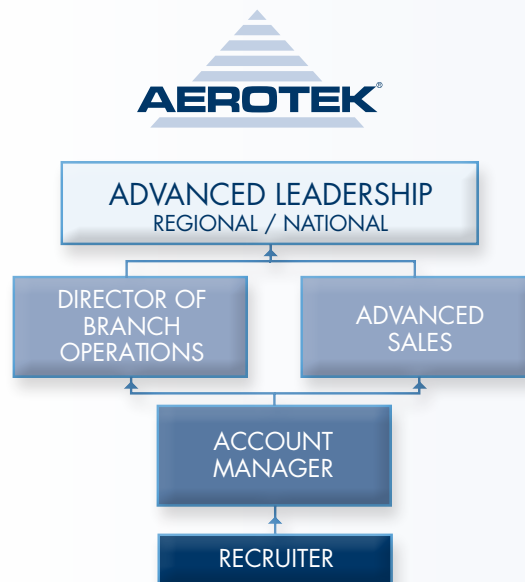 AEROTEK®
ADVANCED LEADERSHIP
REGIONAL / NATIONAL
DIRECTOR OF
BRANCH
OPERATIONS
ADVANCED
SALES
ACCOUNT
MANAGER
RECRUITER